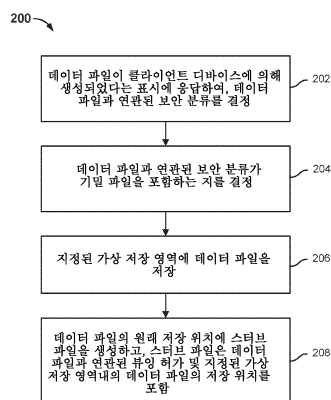 200
데이터 파일이 클라이언트 디바이스에 의해
생성되었다는 표시에 응답하여, 데이터
파일과 연관된 보안 분류를 결정
202
데이터 파일과 연관된 보안 분류가
기밀 파일을 포함하는 지를 결정
204
지정된 가상 저장 영역에 데이터 파일을
저장
206
데이터 파일의 원래 저장 위치에 스터브
파일을 생성하고, 스터브 파일은 데이터
파일과 연관된 뷰잉 허가 및 지정된 가상
저장 영역내의 데이터 파일의 저장 위치를
포함
208